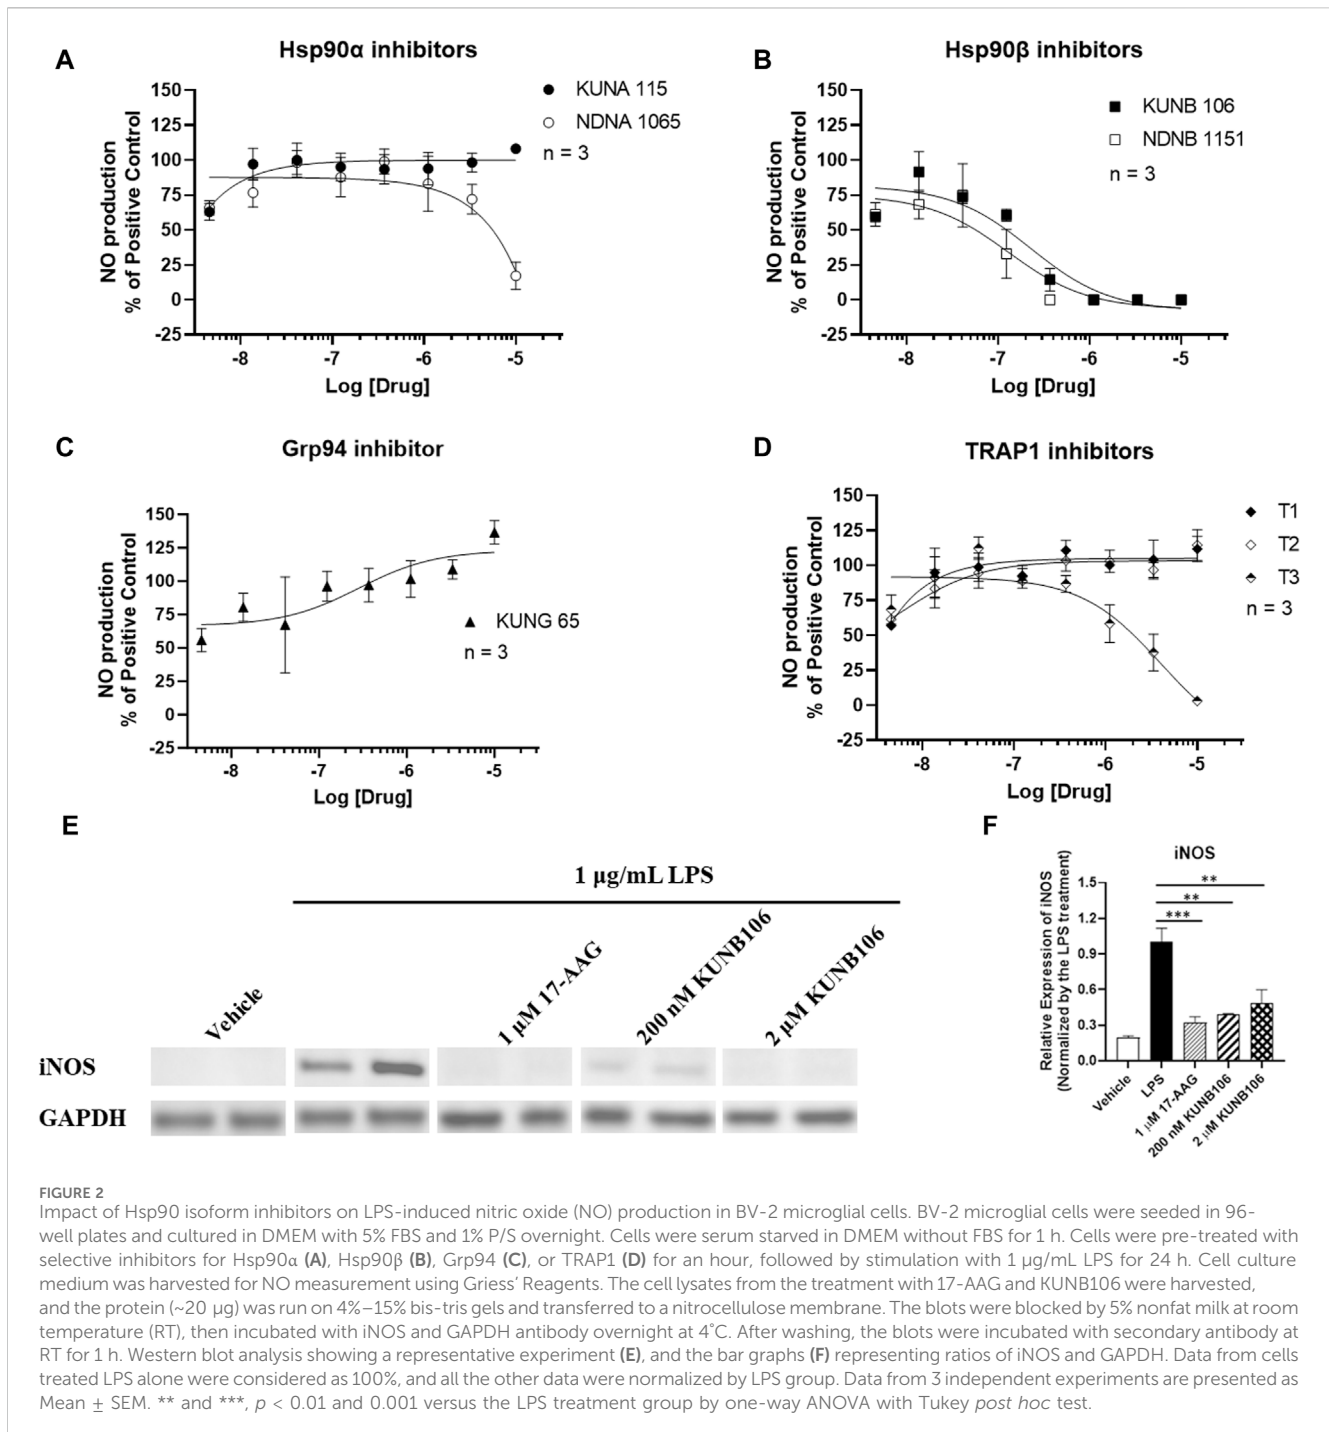 A
Hsp90α inhibitors
150
125
100
75
50
25
0
-25
NO production
% of Positive Control
-8
-7
-6
-5
Log [Drug]
KUNA 115
NDNA 1065
n = 3
B
Hsp90β inhibitors
150
125
100
75
50
25
0
-25
NO production
% of Positive Control
-8
-7
-6
-5
Log [Drug]
KUNB 106
NDNB 1151
n = 3
C
Grp94 inhibitor
150
125
100
75
50
25
0
-25
NO production
% of Positive Control
-8
-7
-6
-5
Log [Drug]
KUNG 65
n = 3
D
TRAP1 inhibitors
150
125
100
75
50
25
0
-25
NO production
% of Positive Control
-8
-7
-6
-5
Log [Drug]
T1
T2
T3
n = 3
E
1 µg/mL LPS
Vehicle
1 µM 17-AAG
200 nM KUNB106
2 µM KUNB106
iNOS
GAPDH
F
iNOS
Relative Expression of iNOS
(Normalized by the LPS treatment)
1.5
1.2
0.9
0.6
0.3
0.0
**
**
***
Vehicle
LPS
1 µM 17-AAG
200 nM KUNB106
2 µM KUNB106
FIGURE 2
Impact of Hsp90 isoform inhibitors on LPS-induced nitric oxide (NO) production in BV-2 microglial cells. BV-2 microglial cells were seeded in 96-
well plates and cultured in DMEM with 5% FBS and 1% P/S overnight. Cells were serum starved in DMEM without FBS for 1 h. Cells were pre-treated with
selective inhibitors for Hsp90α (A), Hsp90β (B), Grp94 (C), or TRAP1 (D) for an hour, followed by stimulation with 1 µg/mL LPS for 24 h. Cell culture
medium was harvested for NO measurement using Griess' Reagents. The cell lysates from the treatment with 17-AAG and KUNB106 were harvested,
and the protein (~20 µg) was run on 4%–15% bis-tris gels and transferred to a nitrocellulose membrane. The blots were blocked by 5% nonfat milk at room
temperature (RT), then incubated with iNOS and GAPDH antibody overnight at 4°C. After washing, the blots were incubated with secondary antibody at
RT for 1 h. Western blot analysis showing a representative experiment (E), and the bar graphs (F) representing ratios of iNOS and GAPDH. Data from cells
treated LPS alone were considered as 100%, and all the other data were normalized by LPS group. Data from 3 independent experiments are presented as
Mean ± SEM. ** and ***, p < 0.01 and 0.001 versus the LPS treatment group by one-way ANOVA with Tukey post hoc test.